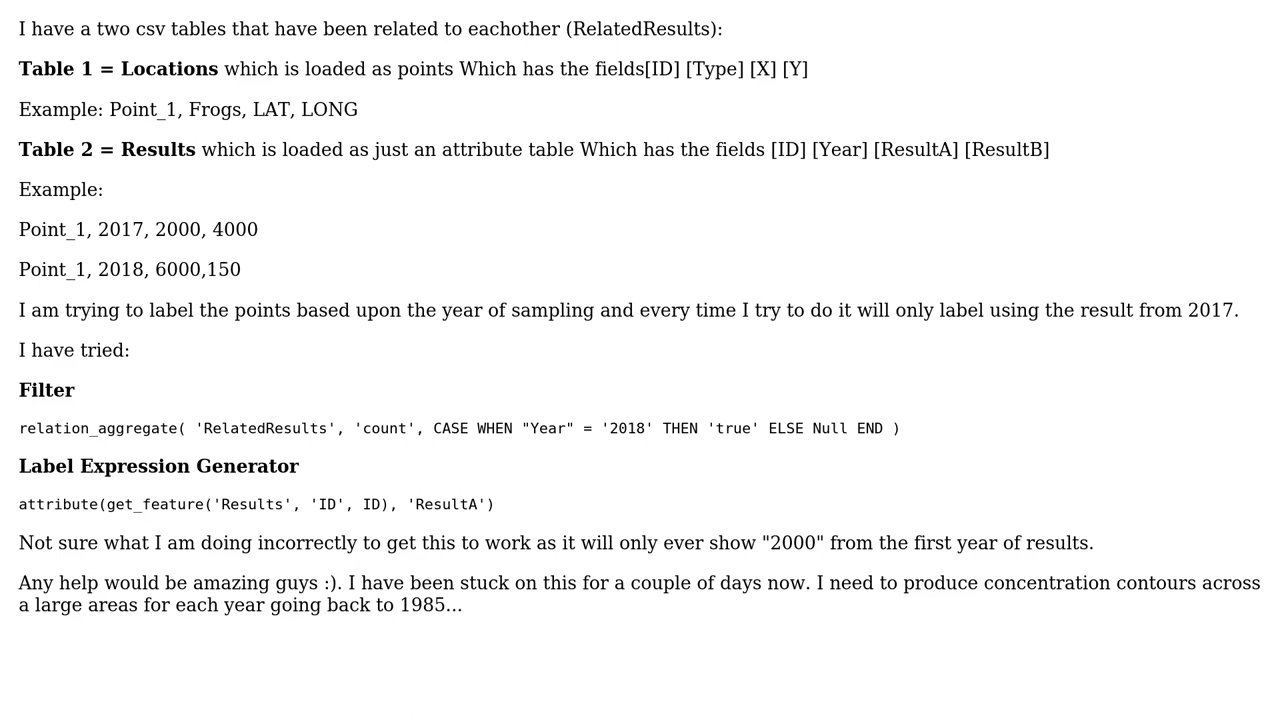 I have a two csv tables that have been related to eachother (RelatedResults):
Table 1 = Locations which is loaded as points Which has the fields[ID] [Type] [X] [Y]
Example: Point_1, Frogs, LAT, LONG
Table 2 = Results which is loaded as just an attribute table Which has the fields [ID] [Year] [ResultA] [ResultB]
Example:
Point_1, 2017, 2000, 4000
Point_1, 2018, 6000,150
I am trying to label the points based upon the year of sampling and every time I try to do it will only label using the result from 2017.
I have tried:
Filter
relation_aggregate( 'RelatedResults', 'count', CASE WHEN "Year" = '2018' THEN 'true' ELSE Null END )
Label Expression Generator
attribute(get_feature('Results', 'ID', ID), 'ResultA')
Not sure what I am doing incorrectly to get this to work as it will only ever show "2000" from the first year of results.
Any help would be amazing guys :). I have been stuck on this for a couple of days now. I need to produce concentration contours across
a large areas for each year going back to 1985...